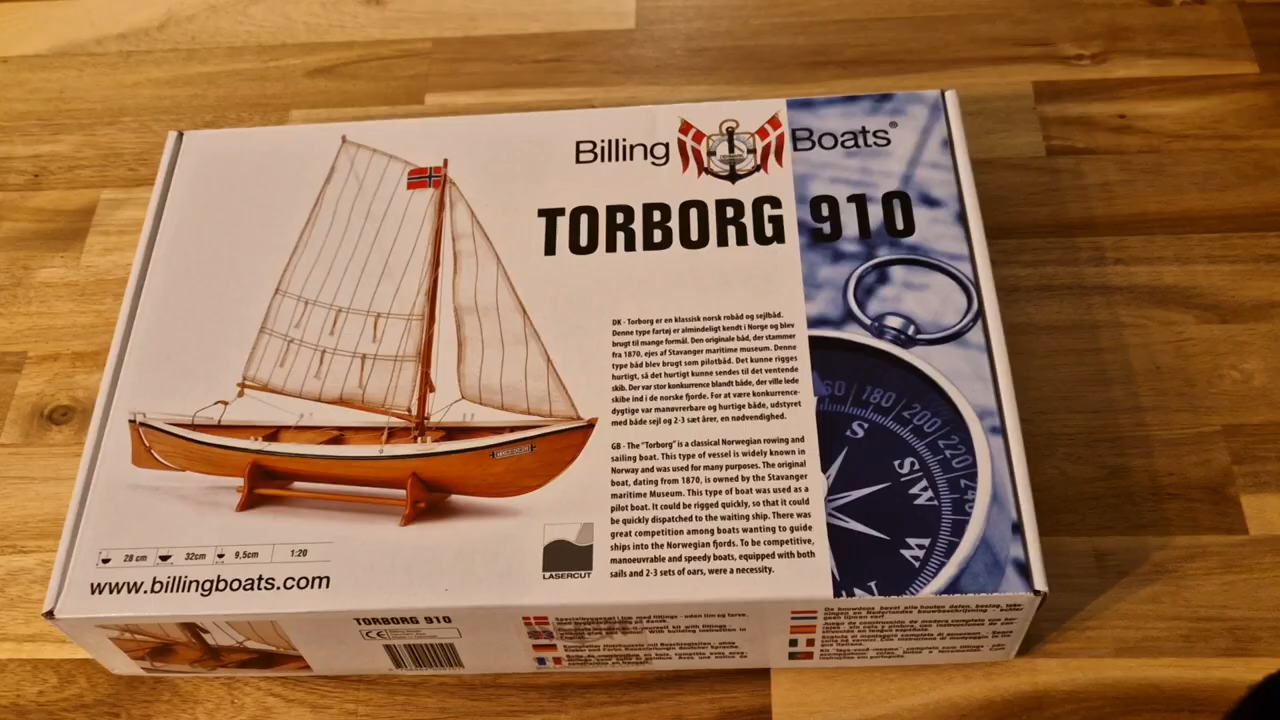 Billing Boats®
TORBORG 910
DK - Torborg er en klassisk norsk robåd og sejlbåd.
Denne type fartøj er almindeligt kendt i Norge og blev
brugt til mange formål. Den originale båd, der stammer
fra 1870, ejes af Stavanger maritime museum. Denne
type båd blev brugt som pilotbåd. Det kunne rigges
hurtigt, så det hurtigt kunne sendes til det ventende
skib. Der var stor konkurrence blandt både, der ville lede
skibe ind i de norske fjorde. For at være konkurrence-
dygtige var manøvrerbare og hurtige både, udstyret
med både sejl og 2-3 sæt årer, en nødvendighed.
GB - The "Torborg" is a classical Norwegian rowing and
sailing boat. This type of vessel is widely known in
Norway and was used for many purposes. The original
boat, dating from 1870, is owned by the Stavanger
maritime Museum. This type of boat was used as a
pilot boat. It could be rigged quickly, so that it could
be quickly dispatched to the waiting ship. There was
great competition among boats wanting to guide
ships into the Norwegian fjords. To be competitive,
manoeuvrable and speedy boats, equipped with both
sails and 2-3 sets of oars, were a necessity.
60 180 200 220 240
S
S/W
W
28 cm 32cm 9,5cm 1:20
LASERCUT
www.billingboats.com
TORBORG 910
CE